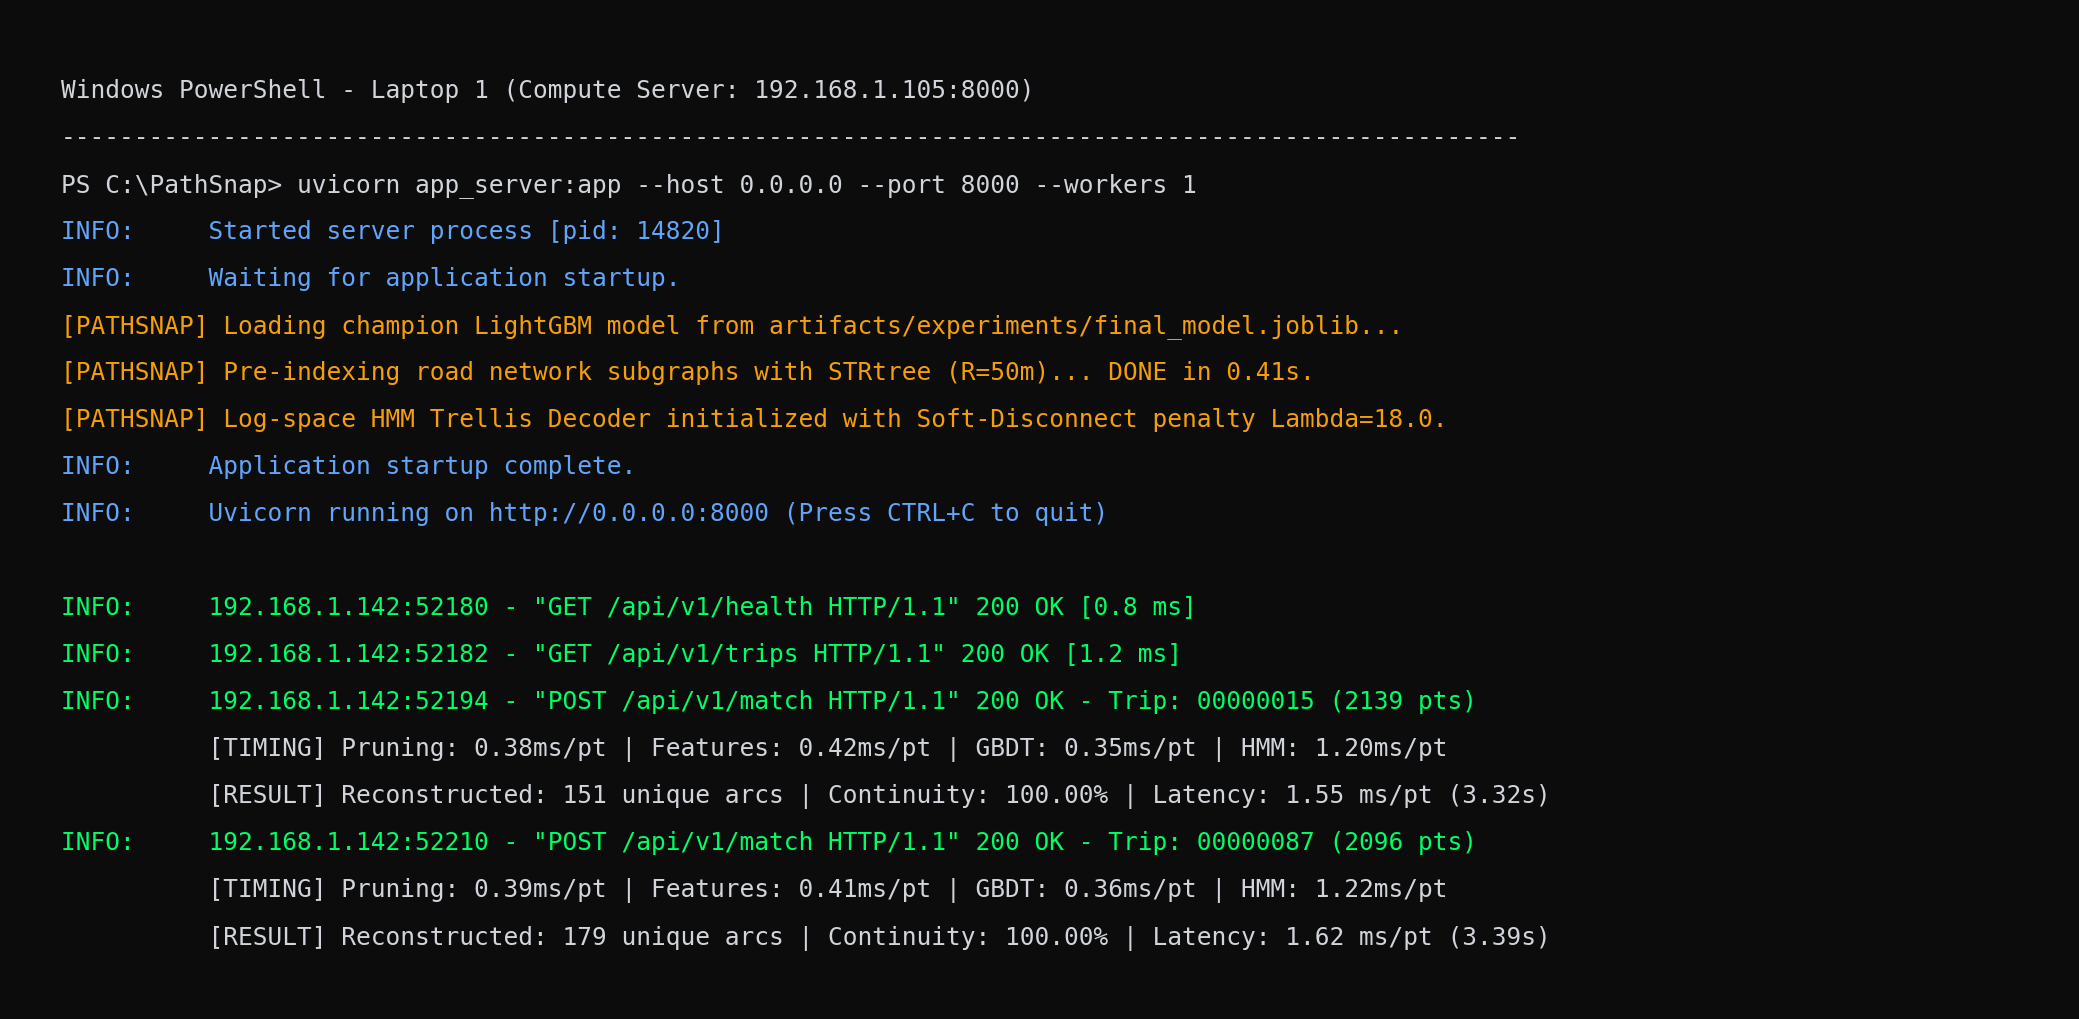 Windows PowerShell - Laptop 1 (Compute Server: 192.168.1.105:8000)
---------------------------------------------------------------------------------------------------
PS C:\PathSnap> uvicorn app_server:app --host 0.0.0.0 --port 8000 --workers 1
INFO:     Started server process [pid: 14820]
INFO:     Waiting for application startup.
[PATHSNAP] Loading champion LightGBM model from artifacts/experiments/final_model.joblib...
[PATHSNAP] Pre-indexing road network subgraphs with STRtree (R=50m)... DONE in 0.41s.
[PATHSNAP] Log-space HMM Trellis Decoder initialized with Soft-Disconnect penalty Lambda=18.0.
INFO:     Application startup complete.
INFO:     Uvicorn running on http://0.0.0.0:8000 (Press CTRL+C to quit)
INFO:     192.168.1.142:52180 - "GET /api/v1/health HTTP/1.1" 200 OK [0.8 ms]
INFO:     192.168.1.142:52182 - "GET /api/v1/trips HTTP/1.1" 200 OK [1.2 ms]
INFO:     192.168.1.142:52194 - "POST /api/v1/match HTTP/1.1" 200 OK - Trip: 00000015 (2139 pts)
          [TIMING] Pruning: 0.38ms/pt | Features: 0.42ms/pt | GBDT: 0.35ms/pt | HMM: 1.20ms/pt
          [RESULT] Reconstructed: 151 unique arcs | Continuity: 100.00% | Latency: 1.55 ms/pt (3.32s)
INFO:     192.168.1.142:52210 - "POST /api/v1/match HTTP/1.1" 200 OK - Trip: 00000087 (2096 pts)
          [TIMING] Pruning: 0.39ms/pt | Features: 0.41ms/pt | GBDT: 0.36ms/pt | HMM: 1.22ms/pt
          [RESULT] Reconstructed: 179 unique arcs | Continuity: 100.00% | Latency: 1.62 ms/pt (3.39s)